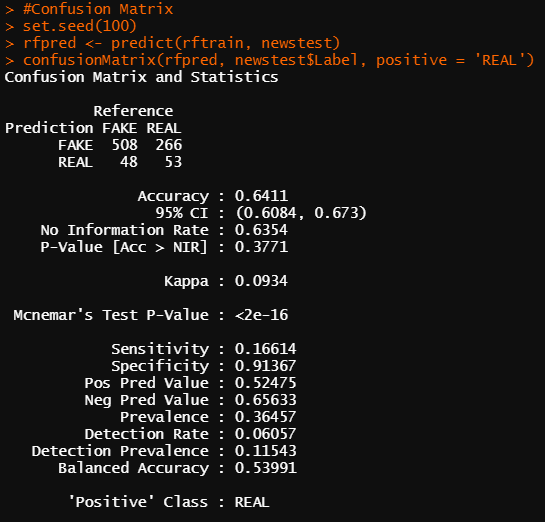 > #Confusion Matrix
> set.seed(100)
> rfpred <- predict(rftrain, newstest)
> confusionMatrix(rfpred, newstest$Label, positive = 'REAL')
Confusion Matrix and Statistics

          Reference
Prediction FAKE REAL
      FAKE  508  266
      REAL   48   53

               Accuracy : 0.6411
                 95% CI : (0.6084, 0.673)
    No Information Rate : 0.6354
    P-Value [Acc > NIR] : 0.3771

                  Kappa : 0.0934

 Mcnemar's Test P-Value : <2e-16

            Sensitivity : 0.16614
            Specificity : 0.91367
         Pos Pred Value : 0.52475
         Neg Pred Value : 0.65633
             Prevalence : 0.36457
         Detection Rate : 0.06057
   Detection Prevalence : 0.11543
      Balanced Accuracy : 0.53991

       'Positive' Class : REAL